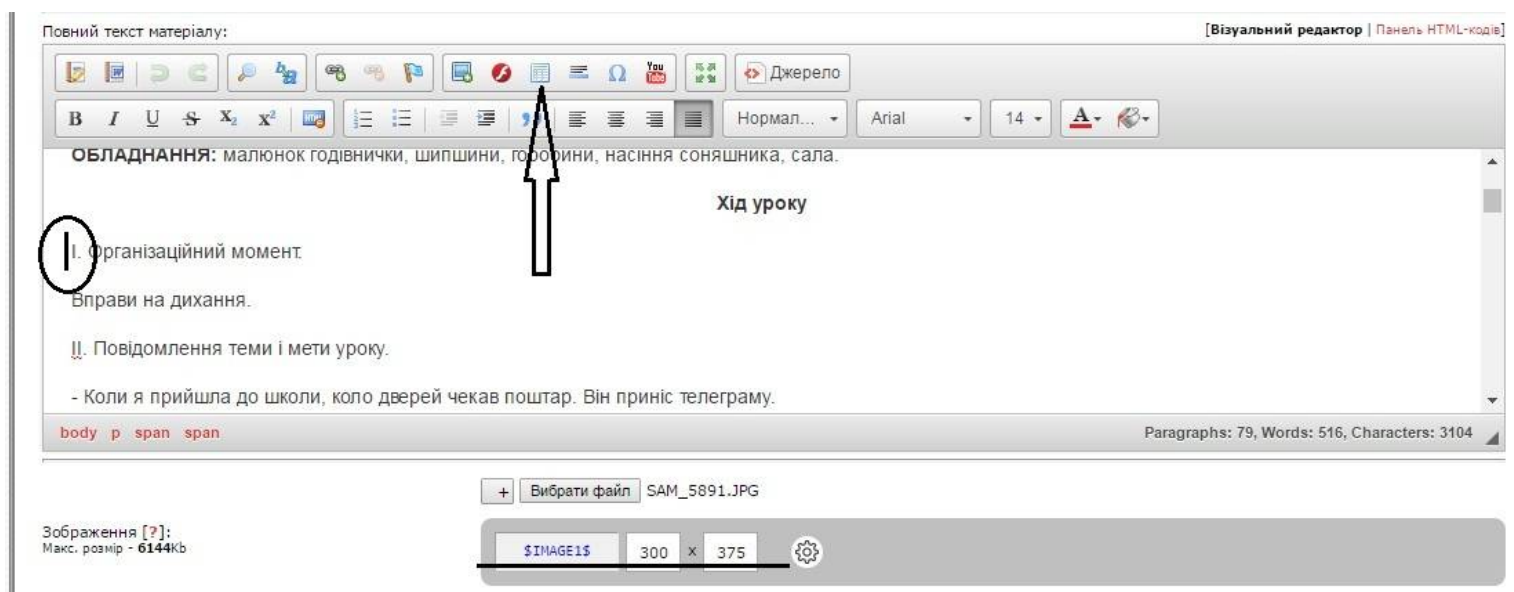 Повний текст матеріалу:
[Візуальний редактор | Панель HTML-кодів]
Джерело
B I U S X₂ X² Нормал... Arial 14 A
ОБЛАДНАННЯ: малюнок годівнички, шипшини, горобини, насіння соняшника, сала.
Хід уроку
І. Організаційний момент.
Вправи на дихання.
ІІ. Повідомлення теми і мети уроку.
- Коли я прийшла до школи, коло дверей чекав поштар. Він приніс телеграму.
body p span span
Paragraphs: 79, Words: 516, Characters: 3104
+ Вибрати файл SAM_5891.JPG
Зображення [?]:
Макс. розмір - 6144Kb
$IMAGE1$ 300 x 375